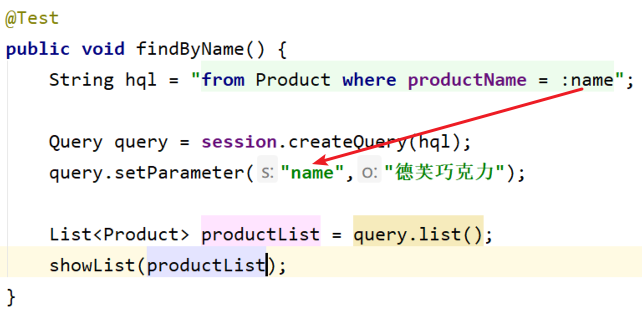 @Test
public void findByName() {
String hql = "from Product where productName = :name";
Query query = session.createQuery(hql);
query.setParameter( s: "name", o: "德芙巧克力");
List<Product> productList = query.list();
showList(productList);
}